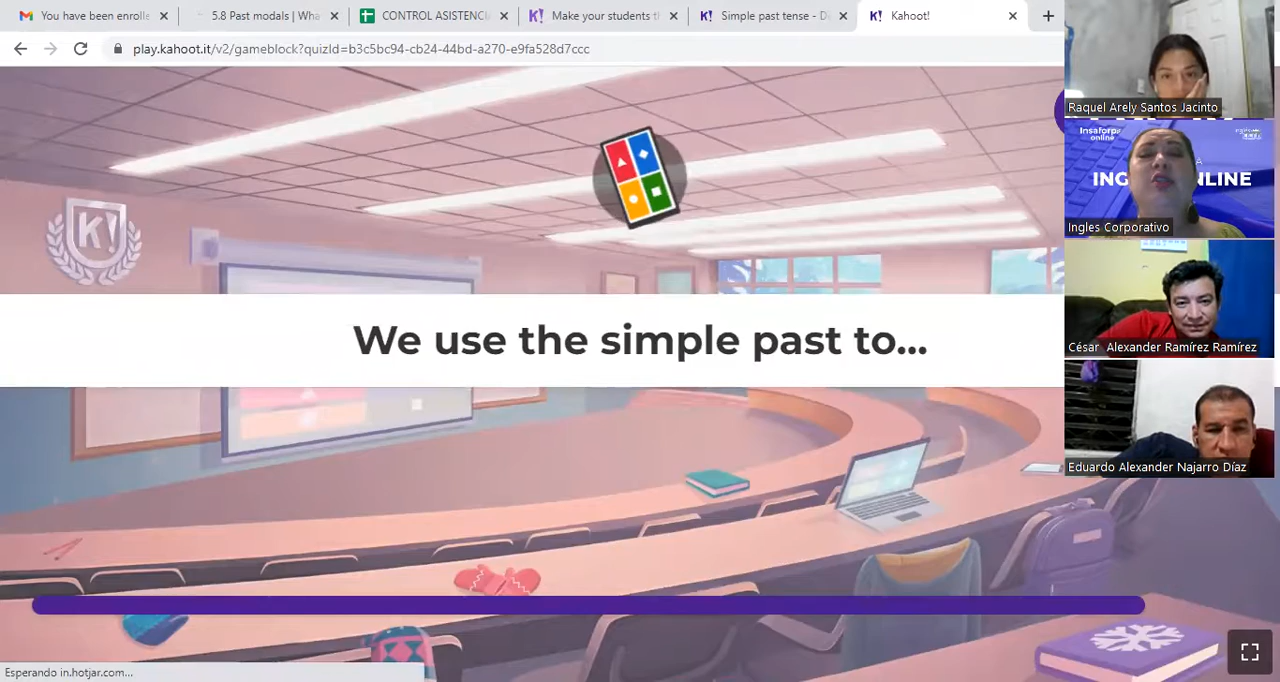 You have been enrolle
5.8 Past modals | Wha
CONTROL ASISTENCI
Make your students t
Simple past tense - D
Kahoot!
play.kahoot.it/v2/gameblock?quizId=b3c5bc94-cb24-44bd-a270-e9fa528d7ccc
K!
We use the simple past to...
Raquel Arely Santos Jacinto
Insaforp
online
ING NLINE
Ingles Corporativo
César Alexander Ramírez Ramírez
Eduardo Alexander Najarro Díaz
Esperando in.hotjar.com...